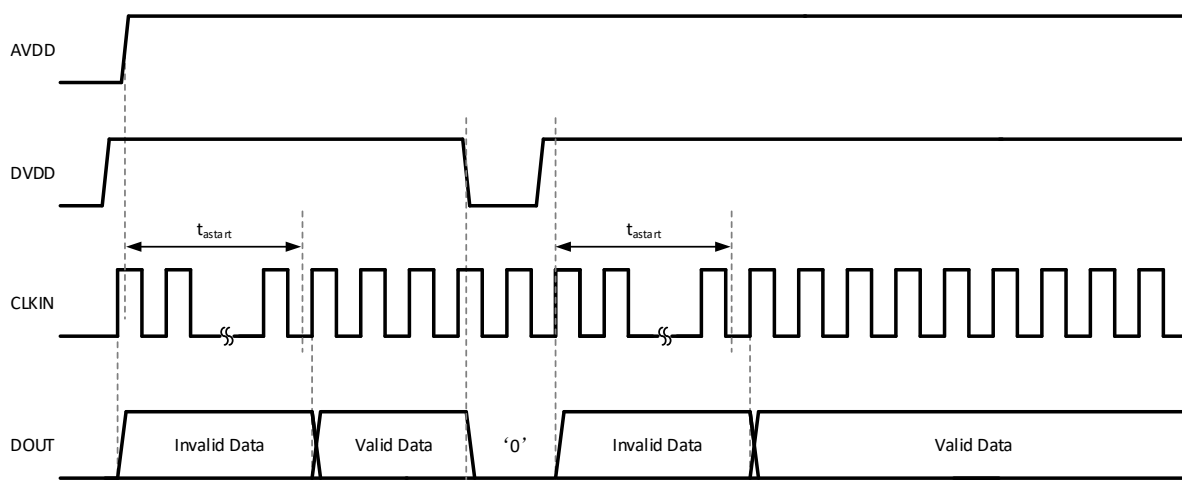 AVDD
DVDD
t_astart t_astart
CLKIN
DOUT Invalid Data Valid Data ‘0’ Invalid Data Valid Data